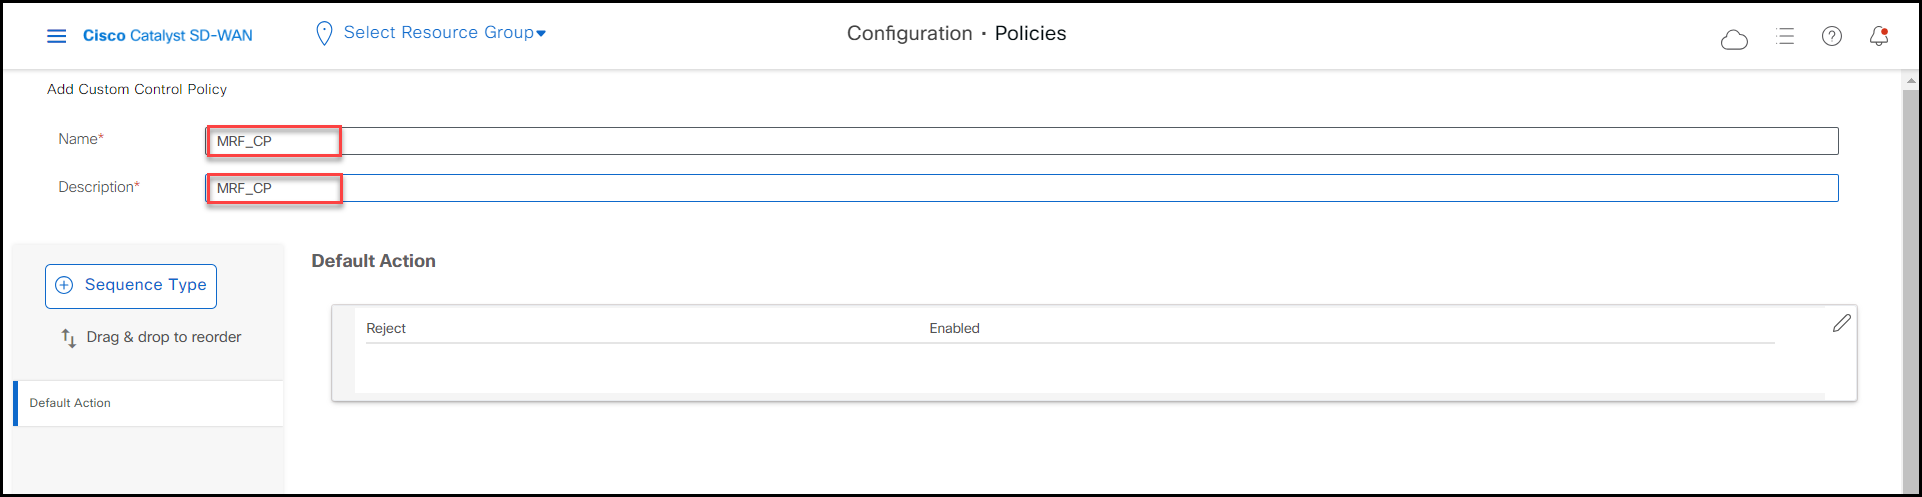 Cisco Catalyst SD-WAN
Select Resource Group
Configuration · Policies
Add Custom Control Policy
Name*
MRF_CP
Description*
MRF_CP
Sequence Type
Drag & drop to reorder
Default Action
Default Action
Reject
Enabled